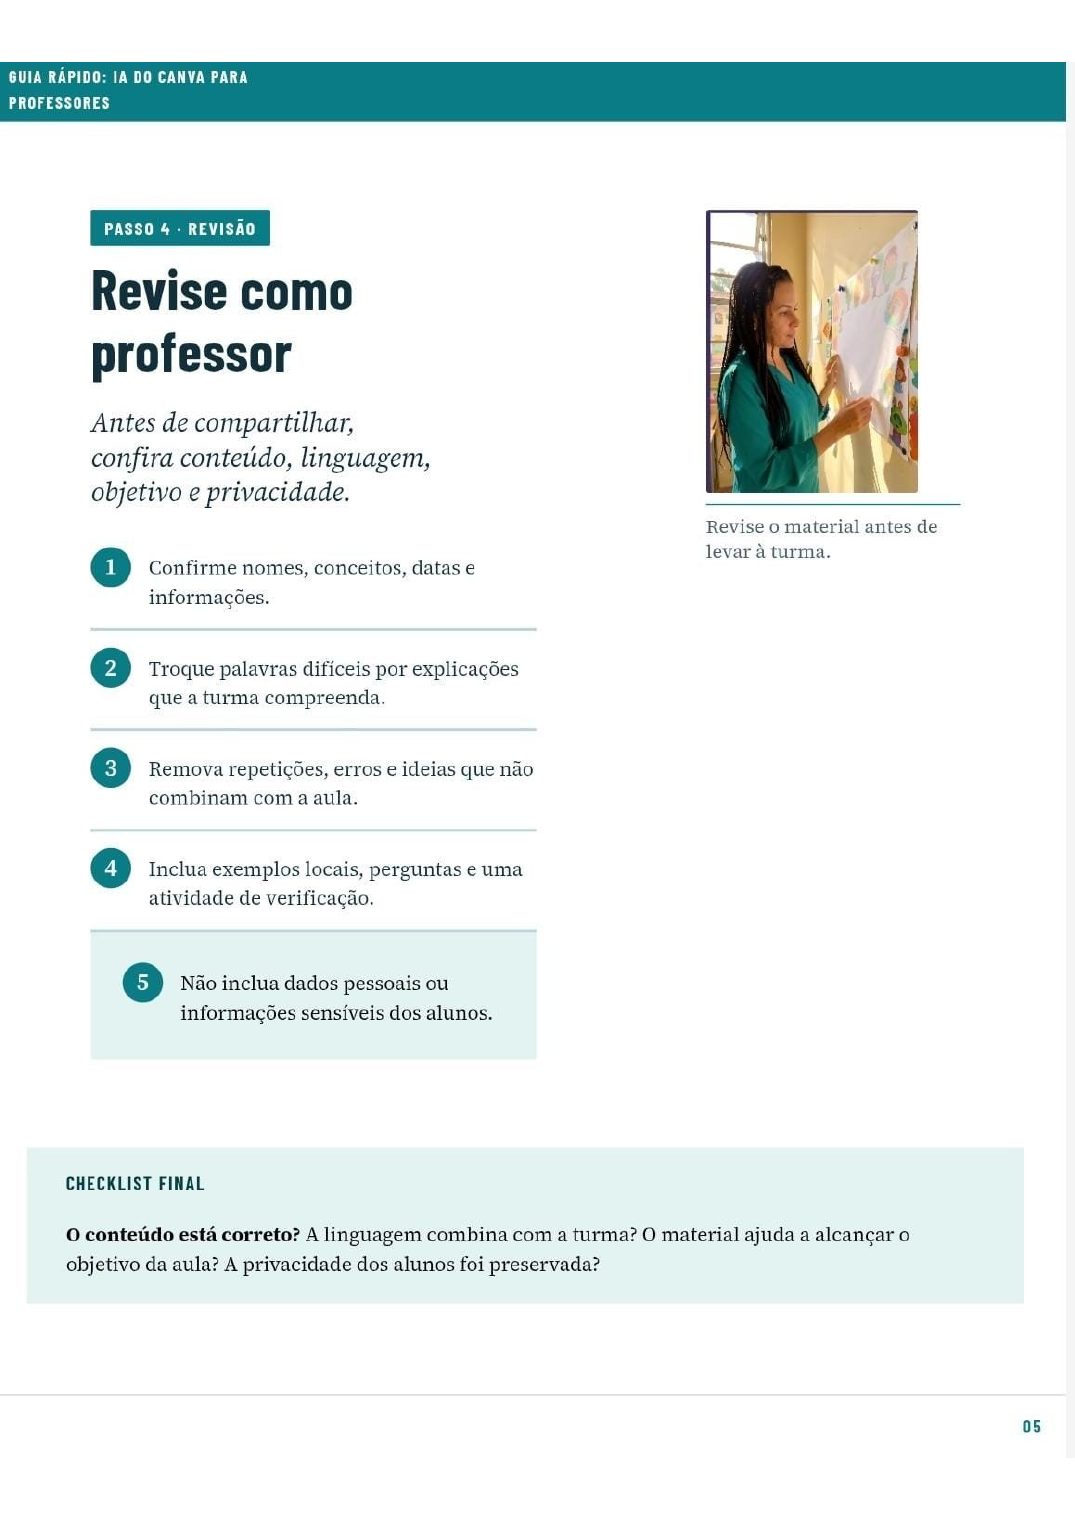 GUIA RÁPIDO: IA DO CANVA PARA
PROFESSORES
PASSO 4 · REVISÃO
Revise como
professor
Antes de compartilhar,
confira conteúdo, linguagem,
objetivo e privacidade.
Revise o material antes de
levar à turma.
1 Confirme nomes, conceitos, datas e
informações.
2 Troque palavras difíceis por explicações
que a turma compreenda.
3 Remova repetições, erros e ideias que não
combinam com a aula.
4 Inclua exemplos locais, perguntas e uma
atividade de verificação.
5 Não inclua dados pessoais ou
informações sensíveis dos alunos.
CHECKLIST FINAL
O conteúdo está correto? A linguagem combina com a turma? O material ajuda a alcançar o
objetivo da aula? A privacidade dos alunos foi preservada?
05